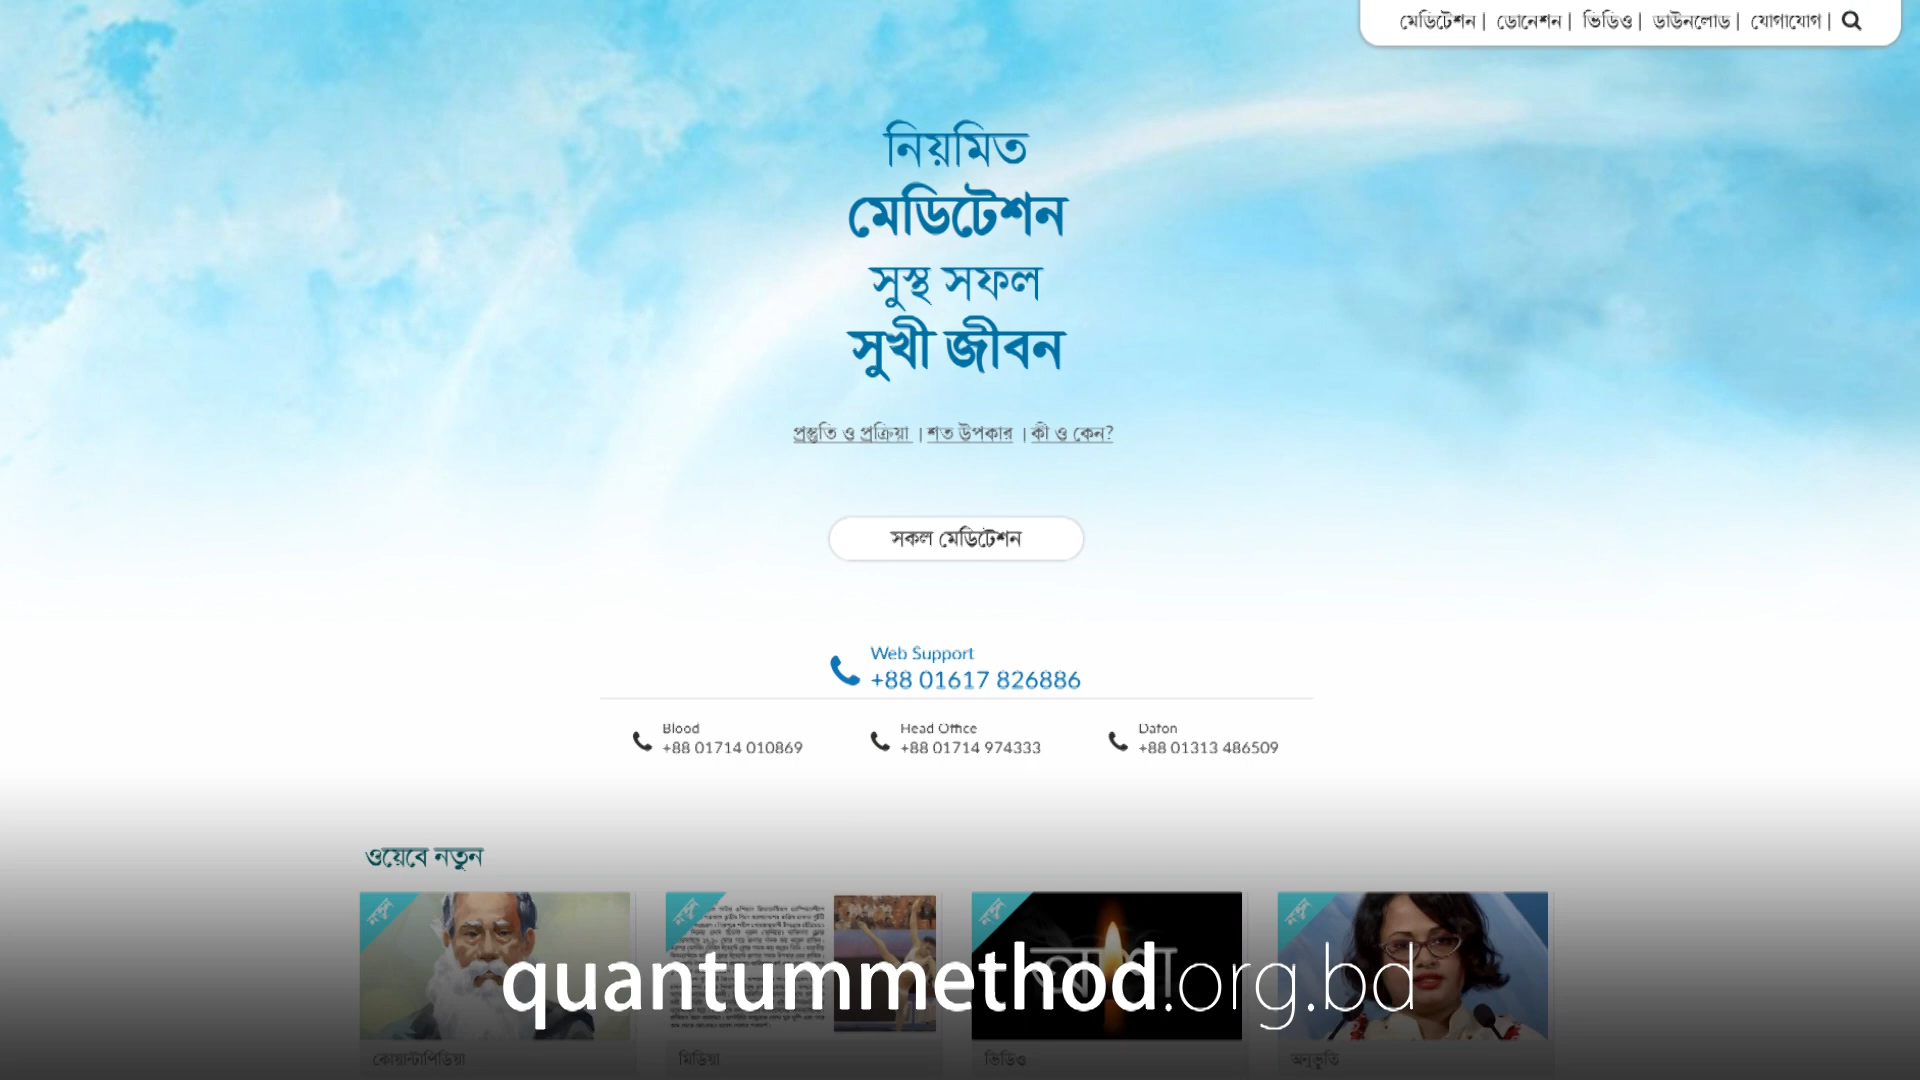 মেডিটেশন | ডোনেশন | ভিডিও | ডাউনলোড | যোগাযোগ |
নিয়মিত
মেডিটেশন
সুস্থ সফল
সুখী জীবন
প্রস্তুতি ও প্রক্রিয়া | শত উপকার | কী ও কেন?
সকল মেডিটেশন
Web Support
+88 01617 826886
Blood
+88 01714 010869
Head Office
+88 01714 974333
Dafon
+88 01313 486509
ওয়েবে নতুন
নতুন
নতুন
নতুন
নতুন
আশা
quantummethod.org.bd
কোয়ান্টাপিডিয়া
মিডিয়া
ভিডিও
অনুভূতি